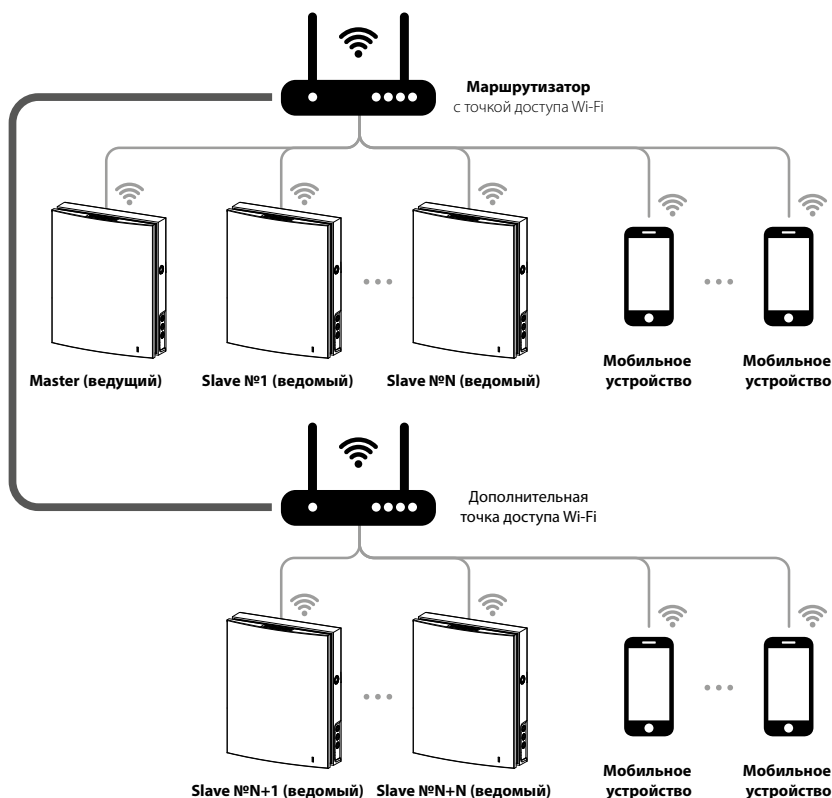 Маршрутизатор
с точкой доступа Wi-Fi
Master (ведущий)
Slave №1 (ведомый)
Slave №N (ведомый)
Мобильное
устройство
Мобильное
устройство
Дополнительная
точка доступа Wi-Fi
Slave №N+1 (ведомый)
Slave №N+N (ведомый)
Мобильное
устройство
Мобильное
устройство